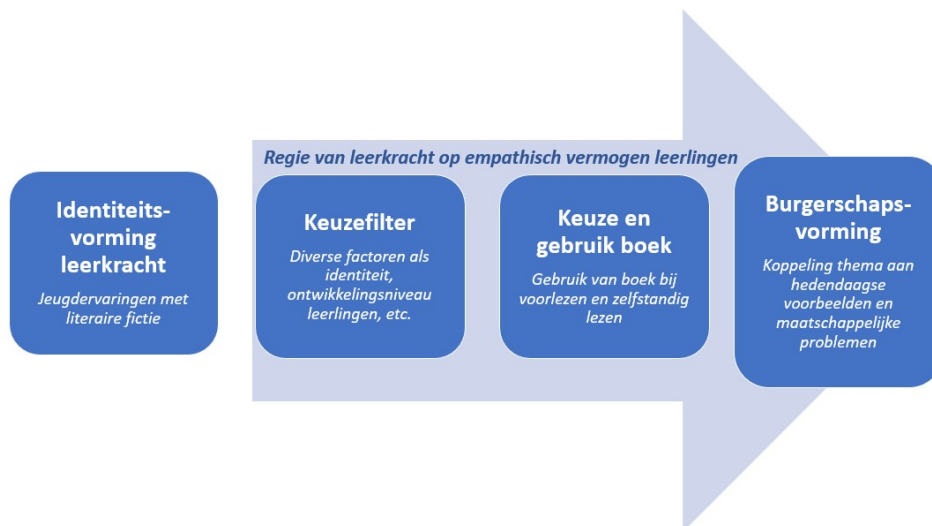 Regie van leerkracht op empathisch vermogen leerlingen
Identiteits-
vorming
leerkracht
Jeugdervaringen met
literaire fictie
Keuzefilter
Diverse factoren als
identiteit,
ontwikkelingsniveau
leerlingen, etc.
Keuze en
gebruik boek
Gebruik van boek bij
voorlezen en zelfstandig
lezen
Burgerschaps-
vorming
Koppeling thema aan
hedendaagse
voorbeelden en
maatschappelijke
problemen